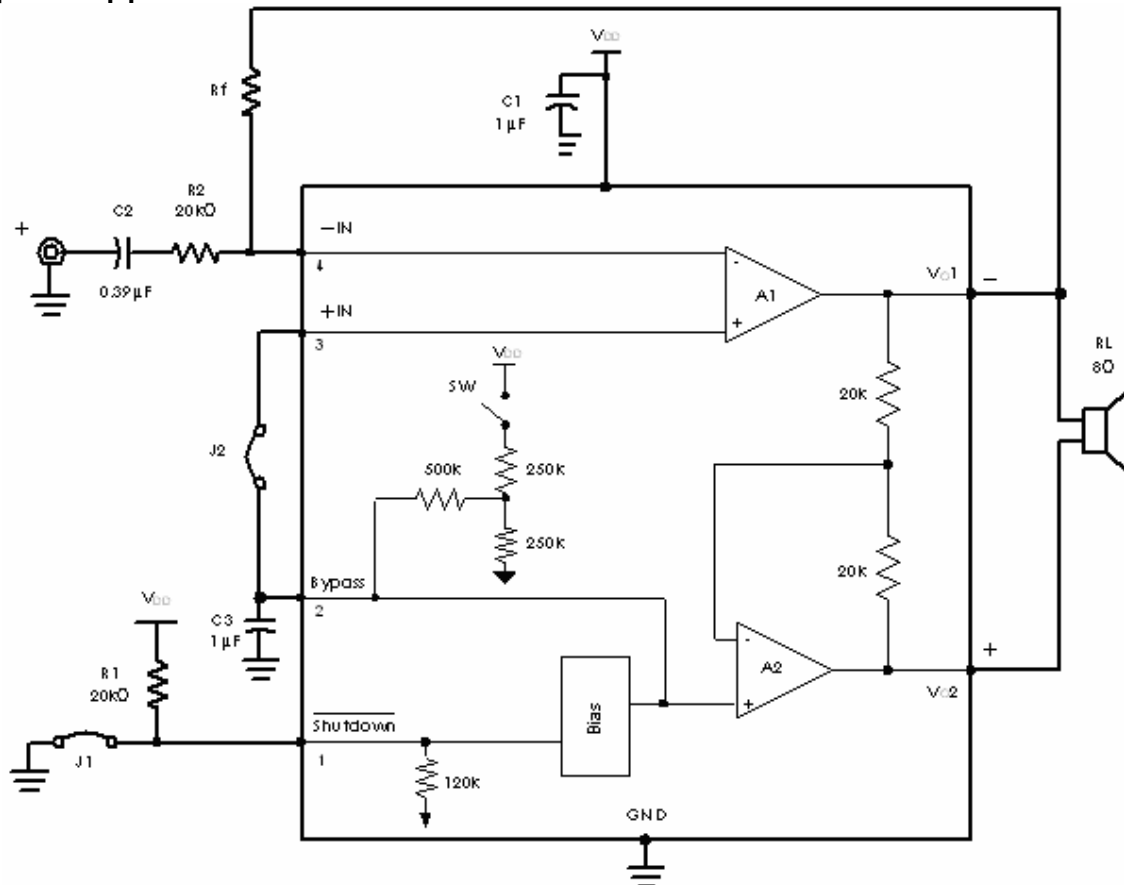 VDD
Rf
C1
1µF
R2
20kΩ
C2
+
0.39µF
−IN
4
+IN
3
-
A1
+
Vo1
−
RL
8Ω
VDD
SW
20k
J2
500k
250k
250k
20k
Bypass
2
VDD
C3
1µF
R1
20kΩ
-
A2
+
+
Vo2
Bias
Shutdown
1
J1
120k
GND